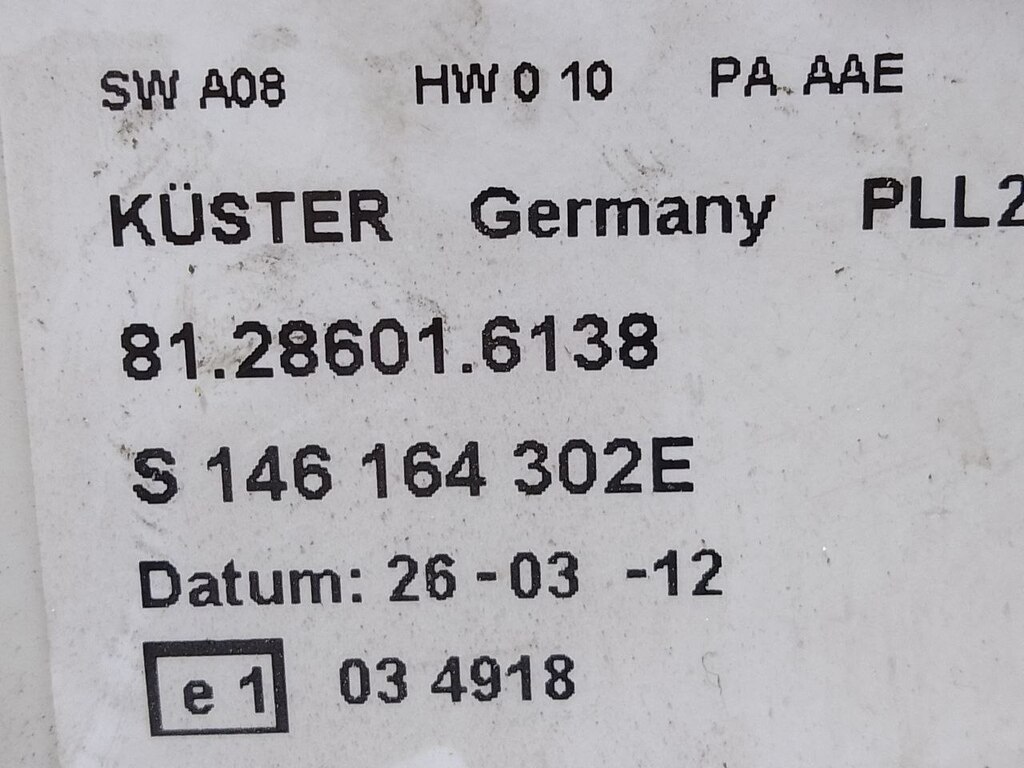 SW A08 HW 0 10 PA AAE
KÜSTER Germany PLL2
81.28601.6138
S 146 164 302E
Datum: 26 -03 -12
e 1 03 4918